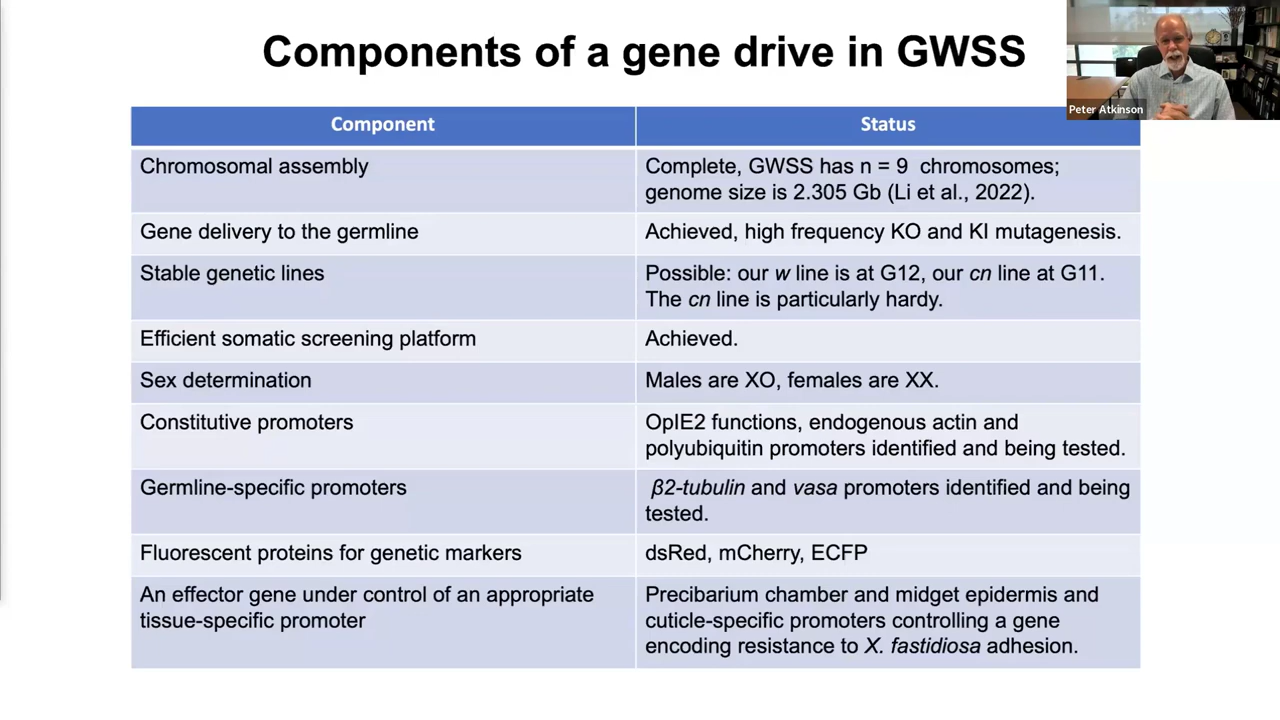 Components of a gene drive in GWSS
Peter Atkinson
Component
Status
Chromosomal assembly
Complete, GWSS has n = 9 chromosomes;
genome size is 2.305 Gb (Li et al., 2022).
Gene delivery to the germline
Achieved, high frequency KO and KI mutagenesis.
Stable genetic lines
Possible: our w line is at G12, our cn line at G11.
The cn line is particularly hardy.
Efficient somatic screening platform
Achieved.
Sex determination
Males are XO, females are XX.
Constitutive promoters
OpIE2 functions, endogenous actin and
polyubiquitin promoters identified and being tested.
Germline-specific promoters
β2-tubulin and vasa promoters identified and being
tested.
Fluorescent proteins for genetic markers
dsRed, mCherry, ECFP
An effector gene under control of an appropriate
tissue-specific promoter
Precibarium chamber and midget epidermis and
cuticle-specific promoters controlling a gene
encoding resistance to X. fastidiosa adhesion.